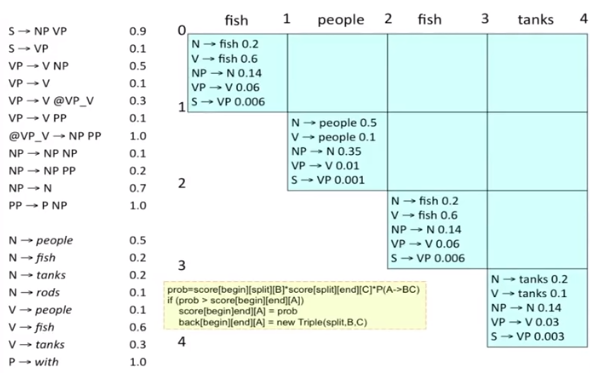 fish 1 people 2 fish 3 tanks 4
0
S → NP VP 0.9
S → VP 0.1
VP → V NP 0.5
VP → V 0.1
VP → V @VP_V 0.3
VP → V PP 0.1
@VP_V → NP PP 1.0
NP → NP NP 0.1
NP → NP PP 0.2
NP → N 0.7
PP → P NP 1.0
N → people 0.5
N → fish 0.2
N → tanks 0.2
N → rods 0.1
V → people 0.1
V → fish 0.6
V → tanks 0.3
P → with 1.0
N → fish 0.2
V → fish 0.6
NP → N 0.14
VP → V 0.06
S → VP 0.006
1
N → people 0.5
V → people 0.1
NP → N 0.35
VP → V 0.01
S → VP 0.001
2
N → fish 0.2
V → fish 0.6
NP → N 0.14
VP → V 0.06
S → VP 0.006
3
N → tanks 0.2
V → tanks 0.1
NP → N 0.14
VP → V 0.03
S → VP 0.003
4
prob=score[begin][split][B]*score[split][end][C]*P(A->BC)
if (prob > score[begin][end][A])
score[begin]end][A] = prob
back[begin][end][A] = new Triple(split,B,C)